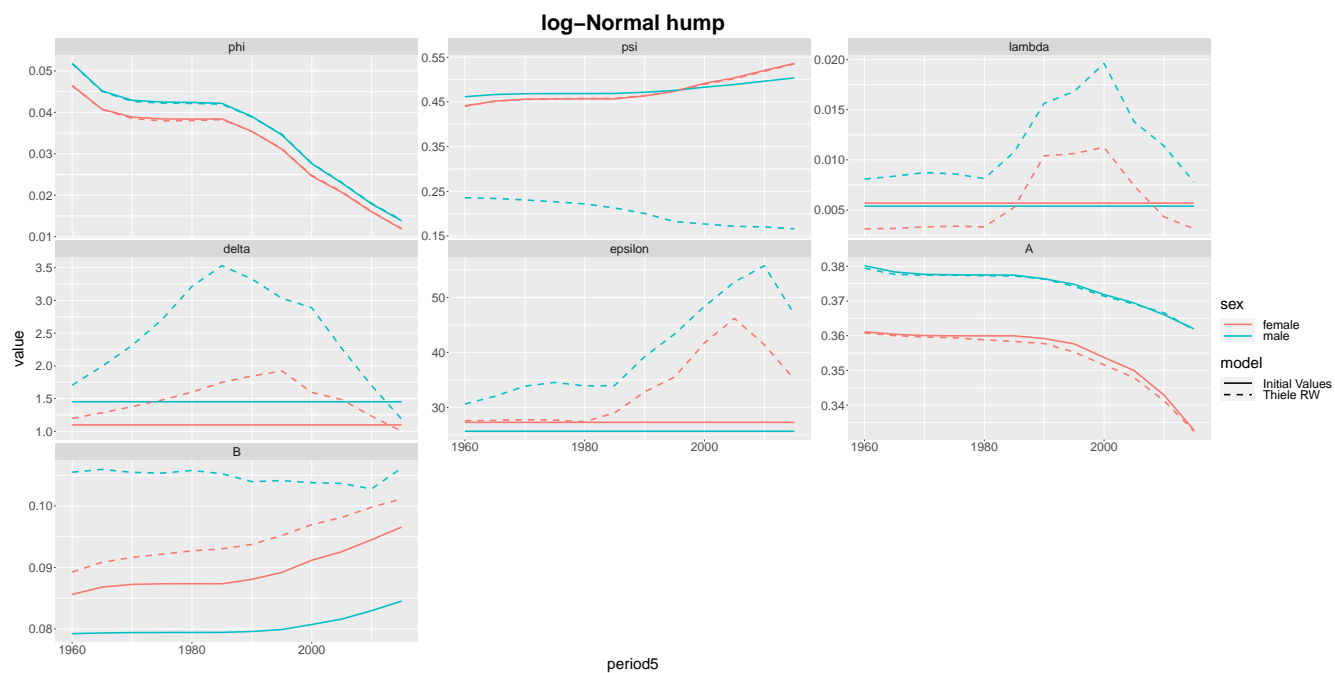 log−Normal hump
phi
psi
lambda
0.05
0.04
0.03
0.02
0.01
0.55
0.45
0.35
0.25
0.15
0.020
0.015
0.010
0.005
delta
epsilon
A
3.5
3.0
2.5
2.0
1.5
1.0
50
40
30
0.38
0.37
0.36
0.35
0.34
1960
1980
2000
1960
1980
2000
B
0.10
0.09
0.08
1960
1980
2000
value
period5
sex
female
male
model
Initial Values
Thiele RW